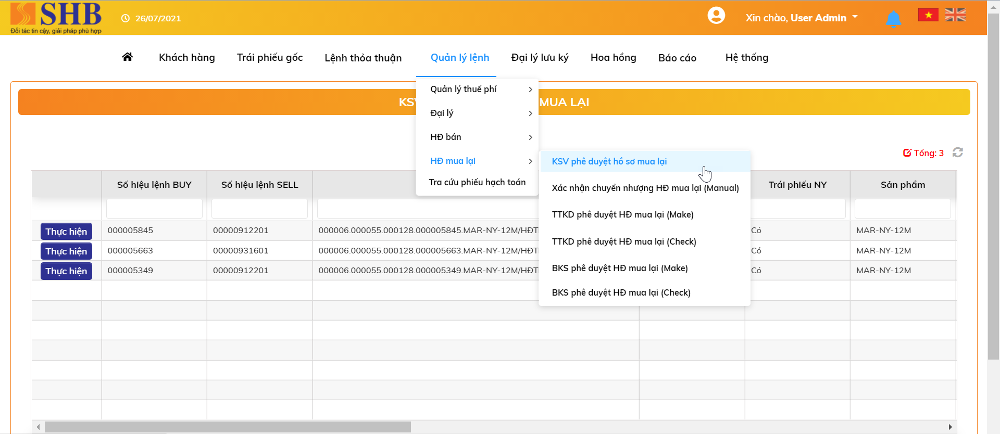 SHB
Đối tác tin cậy, giải pháp phù hợp
26/07/2021
Xin chào, User Admin
Khách hàng
Trái phiếu gốc
Lệnh thỏa thuận
Quản lý lệnh
Đại lý lưu ký
Hoa hồng
Báo cáo
Hệ thống
Quản lý thuế phí
Đại lý
HĐ bán
HĐ mua lại
Tra cứu phiếu hạch toán
MUA LẠI
KSV phê duyệt hồ sơ mua lại
Xác nhận chuyển nhượng HĐ mua lại (Manual)
TTKD phê duyệt HĐ mua lại (Make)
TTKD phê duyệt HĐ mua lại (Check)
BKS phê duyệt HĐ mua lại (Make)
BKS phê duyệt HĐ mua lại (Check)
Tổng: 3
Số hiệu lệnh BUY
Số hiệu lệnh SELL
Trái phiếu NY
Sản phẩm
Thực hiện 000005845 00000912201 000006.000055.000128.000005845.MAR-NY-12M/HĐT Có MAR-NY-12M
Thực hiện 000005663 00000931601 000006.000055.000128.000005663.MAR-NY-12M/HĐT Có MAR-NY-12M
Thực hiện 000005349 00000912201 000006.000055.000128.000005349.MAR-NY-12M/HĐT Có MAR-NY-12M